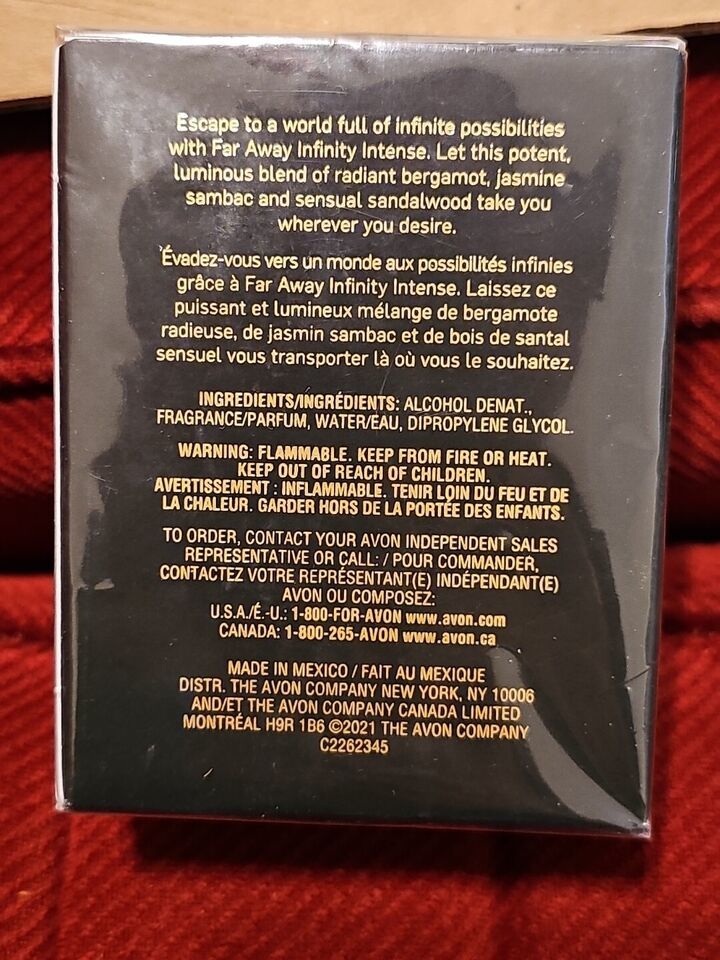 Escape to a world full of infinite possibilities
with Far Away Infinity Intense. Let this potent,
luminous blend of radiant bergamot, jasmine
sambac and sensual sandalwood take you
wherever you desire.
Évadez-vous vers un monde aux possibilités infinies
grâce à Far Away Infinity Intense. Laissez ce
puissant et lumineux mélange de bergamote
radieuse, de jasmin sambac et de bois de santal
sensuel vous transporter là où vous le souhaitez.
INGREDIENTS/INGRÉDIENTS: ALCOHOL DENAT.,
FRAGRANCE/PARFUM, WATER/EAU, DIPROPYLENE GLYCOL.
WARNING: FLAMMABLE. KEEP FROM FIRE OR HEAT.
KEEP OUT OF REACH OF CHILDREN.
AVERTISSEMENT : INFLAMMABLE. TENIR LOIN DU FEU ET DE
LA CHALEUR. GARDER HORS DE LA PORTÉE DES ENFANTS.
TO ORDER, CONTACT YOUR AVON INDEPENDENT SALES
REPRESENTATIVE OR CALL: / POUR COMMANDER,
CONTACTEZ VOTRE REPRÉSENTANT(E) INDÉPENDANT(E)
AVON OU COMPOSEZ:
U.S.A./É.-U.: 1-800-FOR-AVON www.avon.com
CANADA: 1-800-265-AVON www.avon.ca
MADE IN MEXICO / FAIT AU MEXIQUE
DISTR. THE AVON COMPANY NEW YORK, NY 10006
AND/ET THE AVON COMPANY CANADA LIMITED
MONTRÉAL H9R 1B6 ©2021 THE AVON COMPANY
C2262345